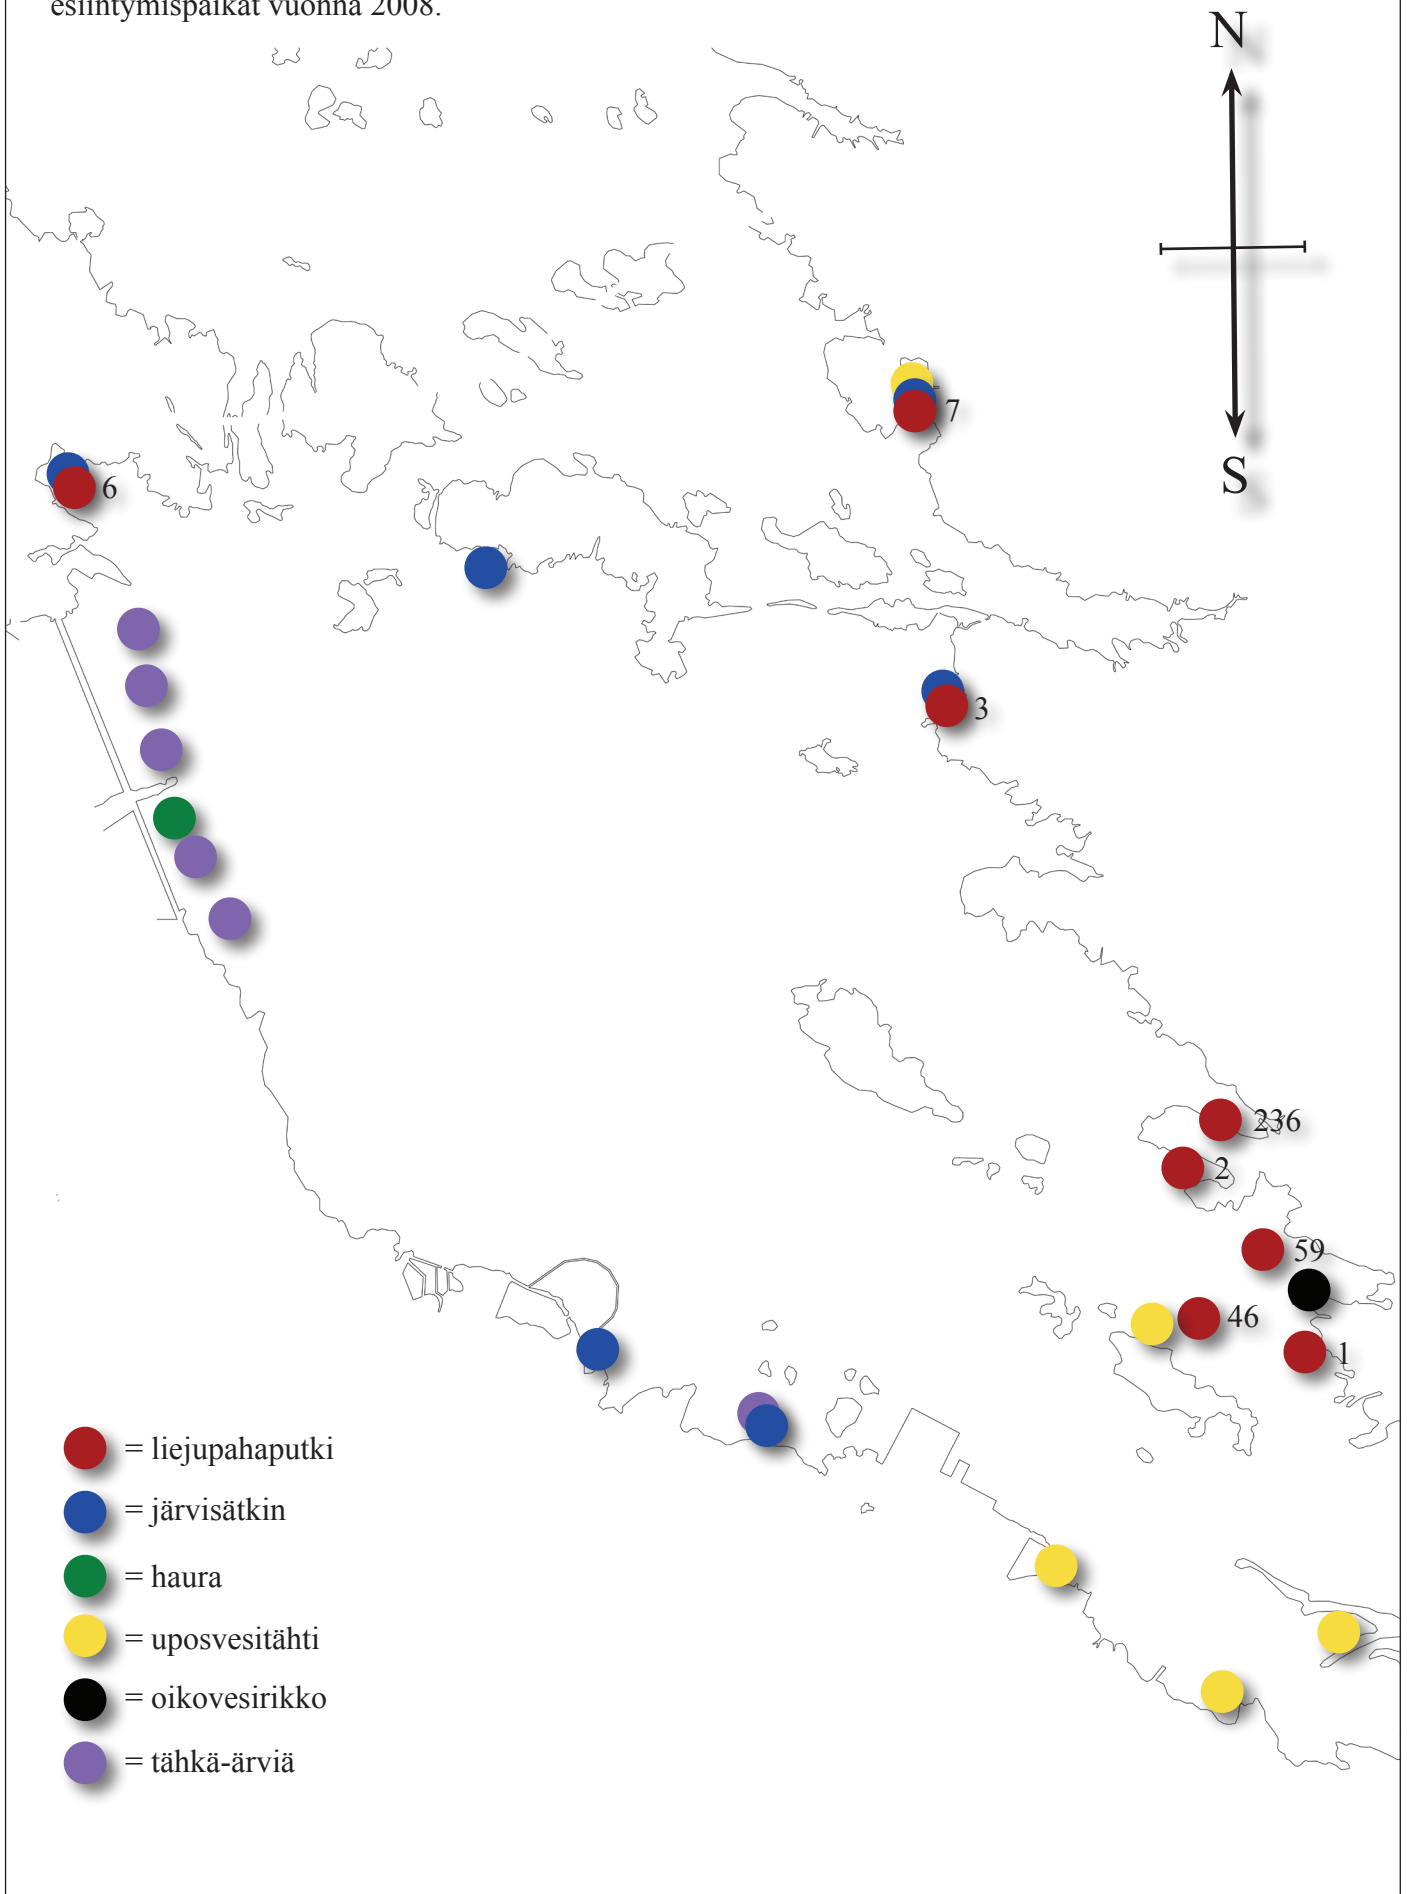 esiintymispaikat vuonna 2008.
N
S
7
6
3
236
2
59
46
1
= liejupahaputki
= järvisätkin
= haura
= uposvesitähti
= oikovesirikko
= tähkä-ärviä